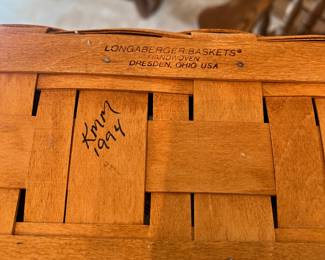 LONGABERGER BASKETS®
HANDWOVEN
DRESDEN, OHIO USA
KMM
1994